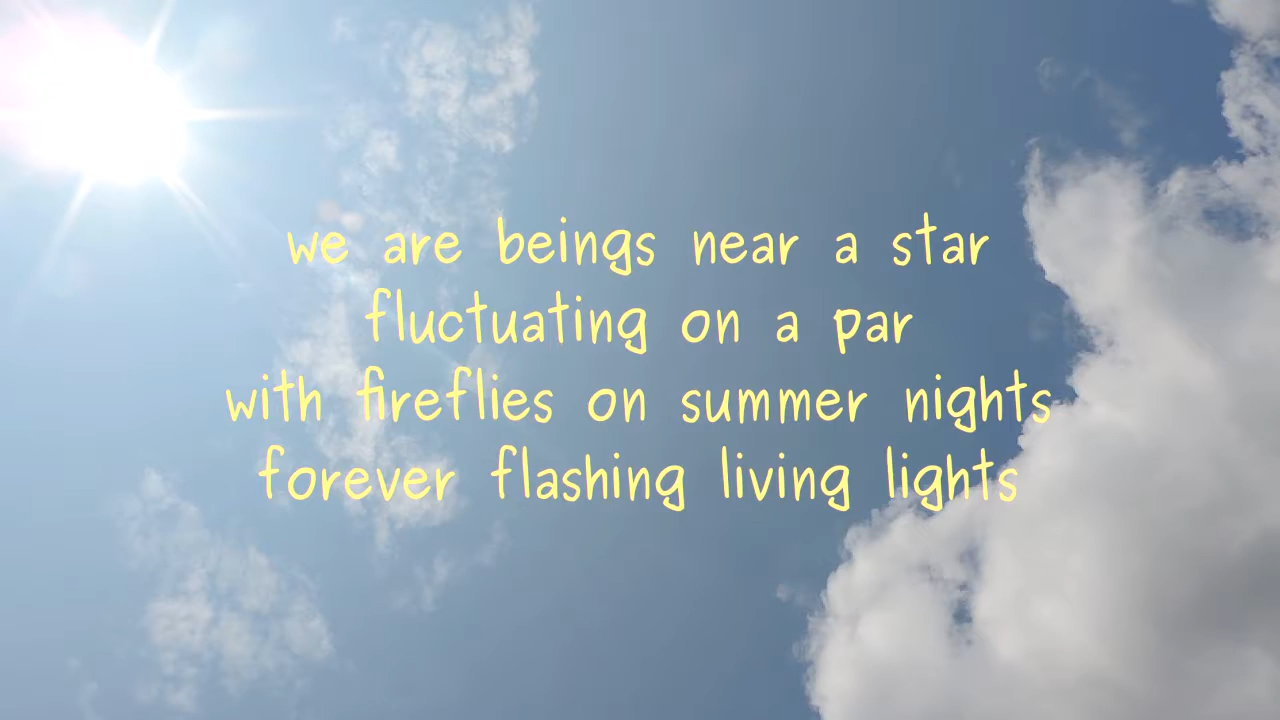 we are beings near a star
fluctuating on a par
with fireflies on summer nights
forever flashing living lights